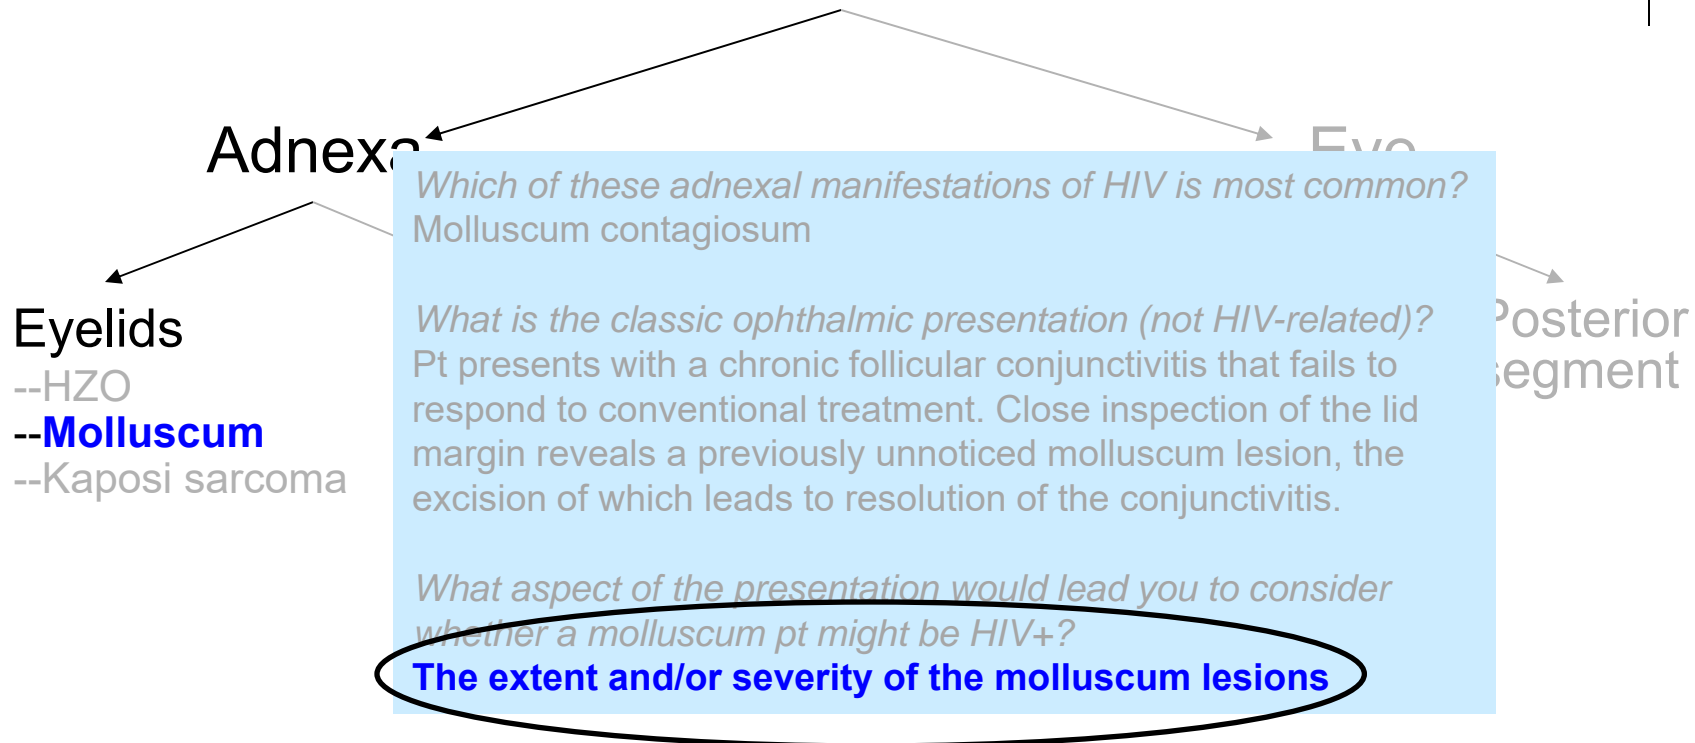 Adnexa
Eye
Which of these adnexal manifestations of HIV is most common?
Molluscum contagiosum
What is the classic ophthalmic presentation (not HIV-related)?
Pt presents with a chronic follicular conjunctivitis that fails to
respond to conventional treatment. Close inspection of the lid
margin reveals a previously unnoticed molluscum lesion, the
excision of which leads to resolution of the conjunctivitis.
What aspect of the presentation would lead you to consider
whether a molluscum pt might be HIV+?
The extent and/or severity of the molluscum lesions
Eyelids
--HZO
--Molluscum
--Kaposi sarcoma
Posterior
segment